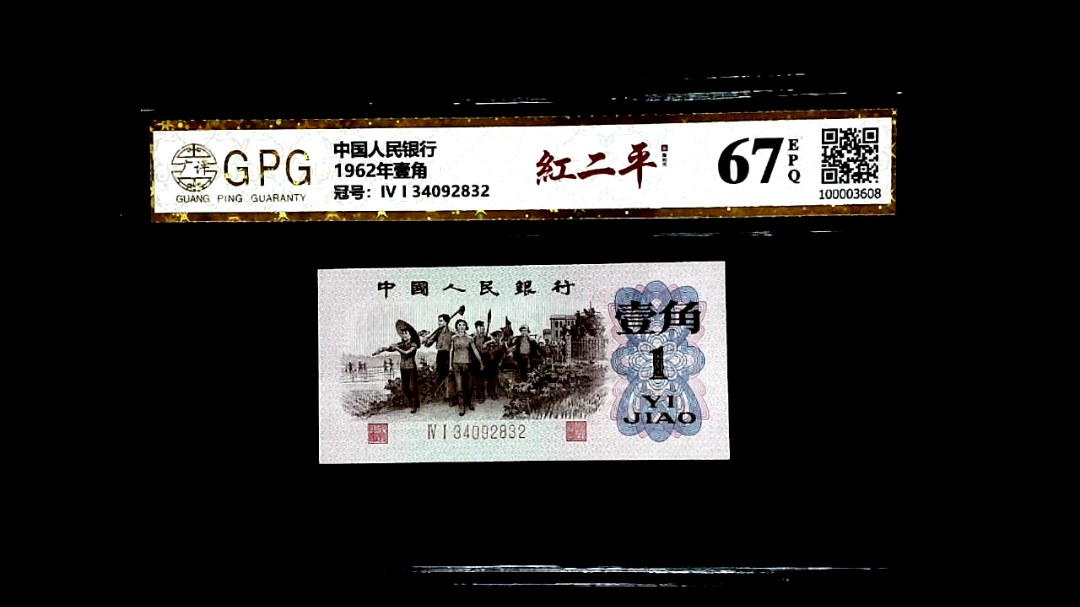 GPG
GUANG PING GUARANTY
中国人民银行
1962年壹角
冠号：Ⅳ Ⅰ 34092832
紅二平
67
EPQ
100003608
中國人民銀行
壹角
1
YI
JIAO
Ⅳ Ⅰ 34092832